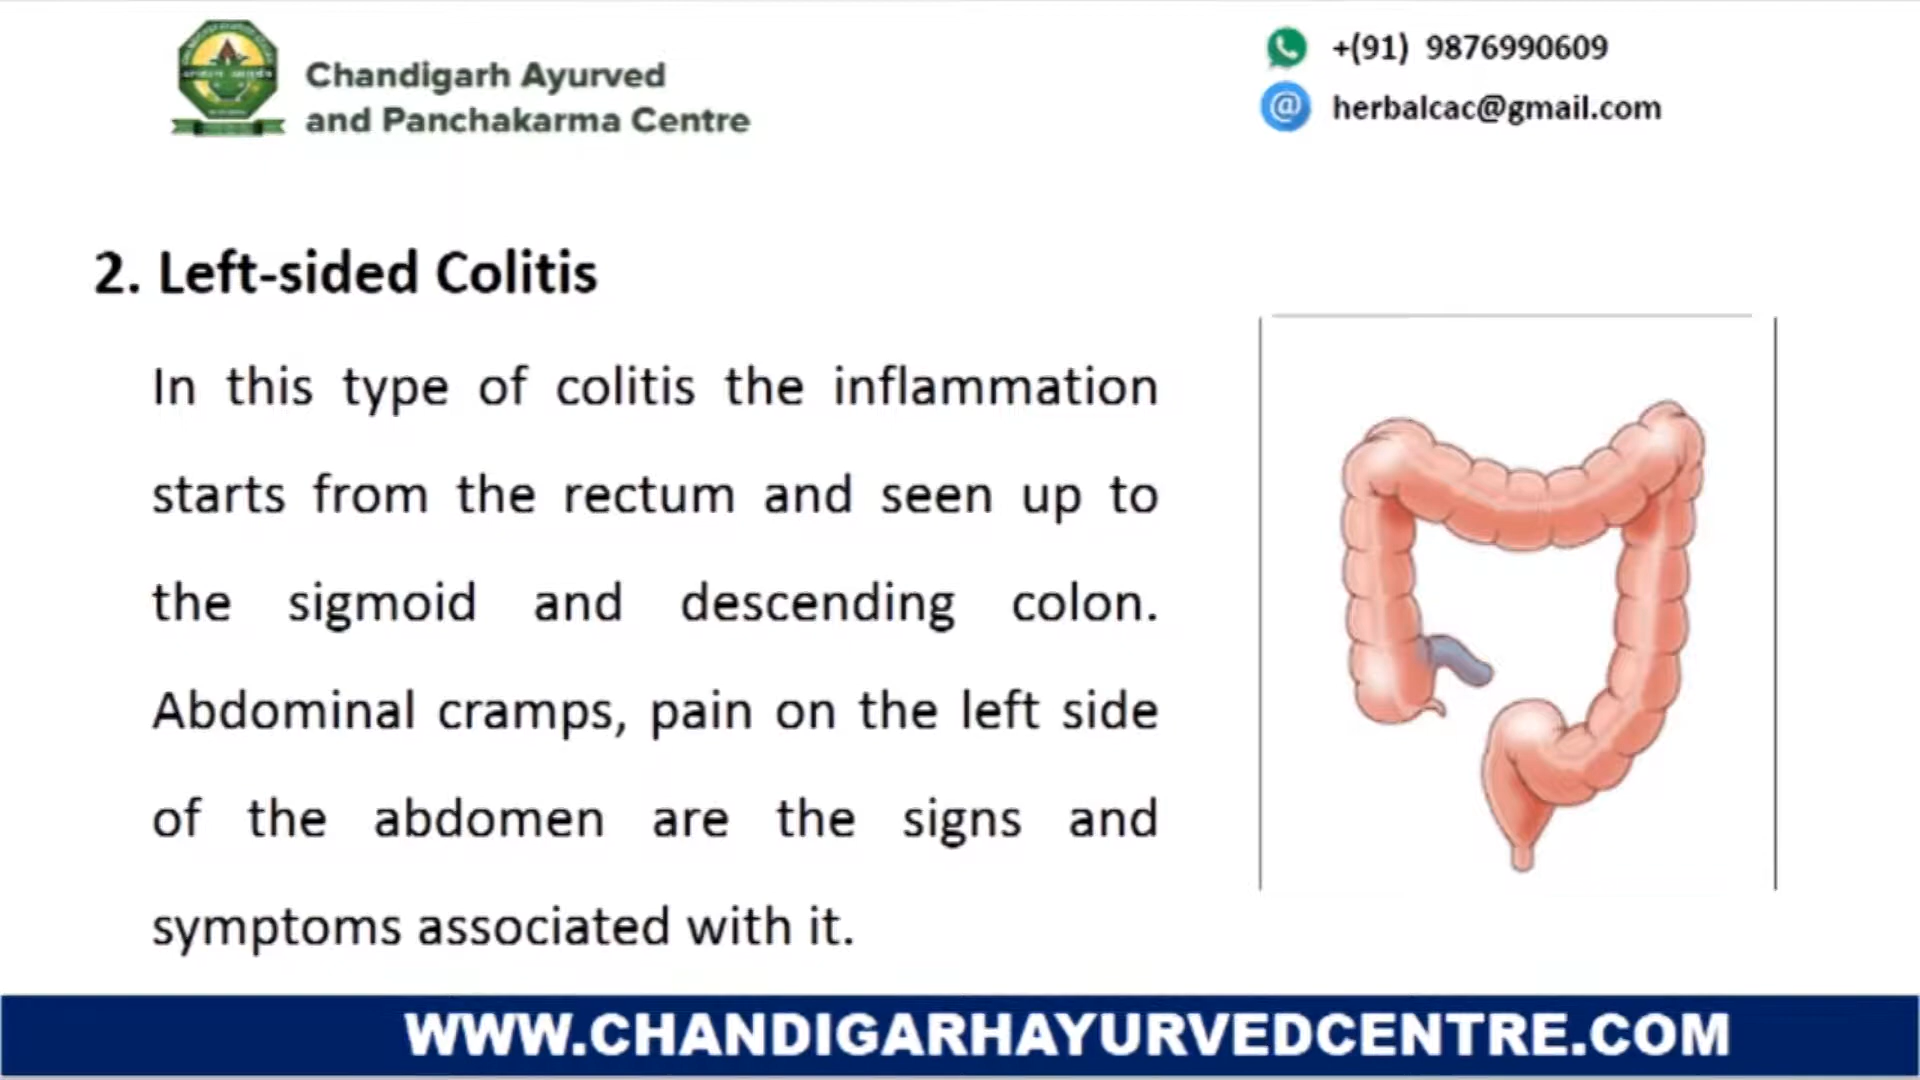 Chandigarh Ayurved
and Panchakarma Centre
+(91) 9876990609
herbalcac@gmail.com
2. Left-sided Colitis
In this type of colitis the inflammation
starts from the rectum and seen up to
the sigmoid and descending colon.
Abdominal cramps, pain on the left side
of the abdomen are the signs and
symptoms associated with it.
WWW.CHANDIGARHAYURVEDCENTRE.COM